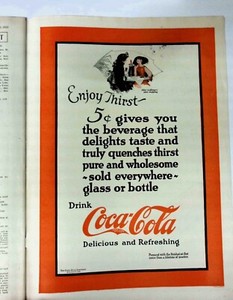 Enjoy Thirst~
5¢ gives you
the beverage that
delights taste and
truly quenches thirst
pure and wholesome
~ sold everywhere ~
glass or bottle
Drink
Coca-Cola
Delicious and Refreshing